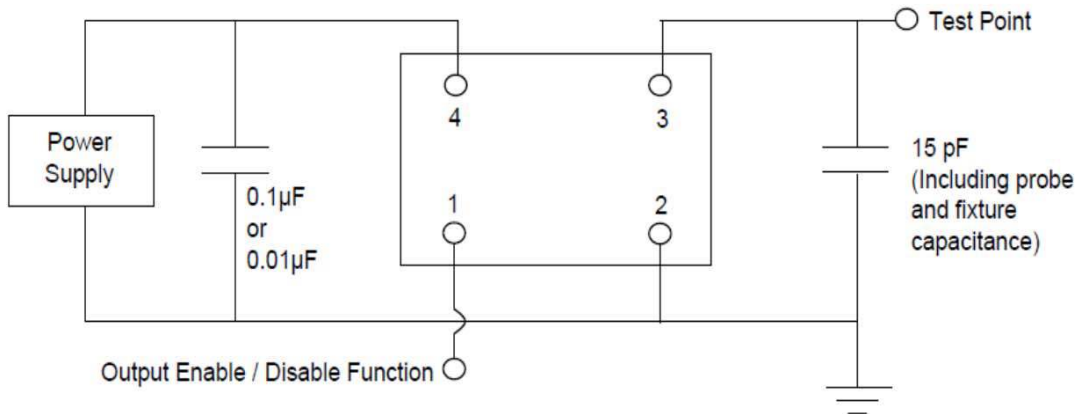 Test Point
4
3
Power
Supply
15 pF
(Including probe
and fixture
capacitance)
0.1µF
or
0.01µF
1
2
Output Enable / Disable Function